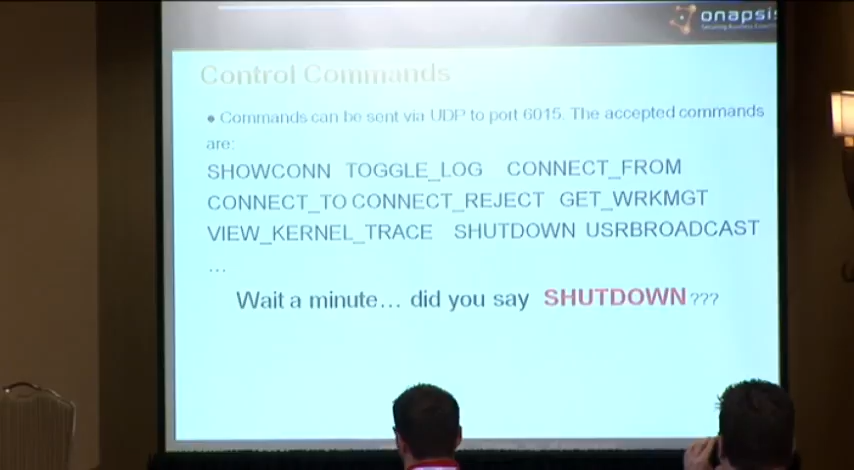 onapsis
Control Commands
• Commands can be sent via UDP to port 6015. The accepted commands
are:
SHOWCONN TOGGLE_LOG CONNECT_FROM
CONNECT_TO CONNECT_REJECT GET_WRKMGT
VIEW_KERNEL_TRACE SHUTDOWN USRBROADCAST
...
Wait a minute... did you say SHUTDOWN???